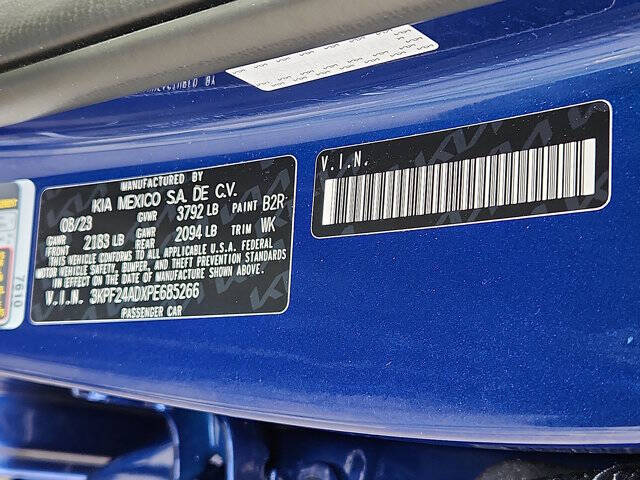 MANUFACTURED BY
KIA MEXICO S.A. DE C.V.
08/23 GVWR 3792 LB PAINT B2R
GAWR FRONT 2183 LB GAWR REAR 2094 LB TRIM WK
THIS VEHICLE CONFORMS TO ALL APPLICABLE U.S.A. FEDERAL
MOTOR VEHICLE SAFETY, BUMPER, AND THEFT PREVENTION STANDARDS
IN EFFECT ON THE DATE OF MANUFACTURE SHOWN ABOVE.
V.I.N. 3KPF24ADXPE685266
PASSENGER CAR
V.I.N.
7610